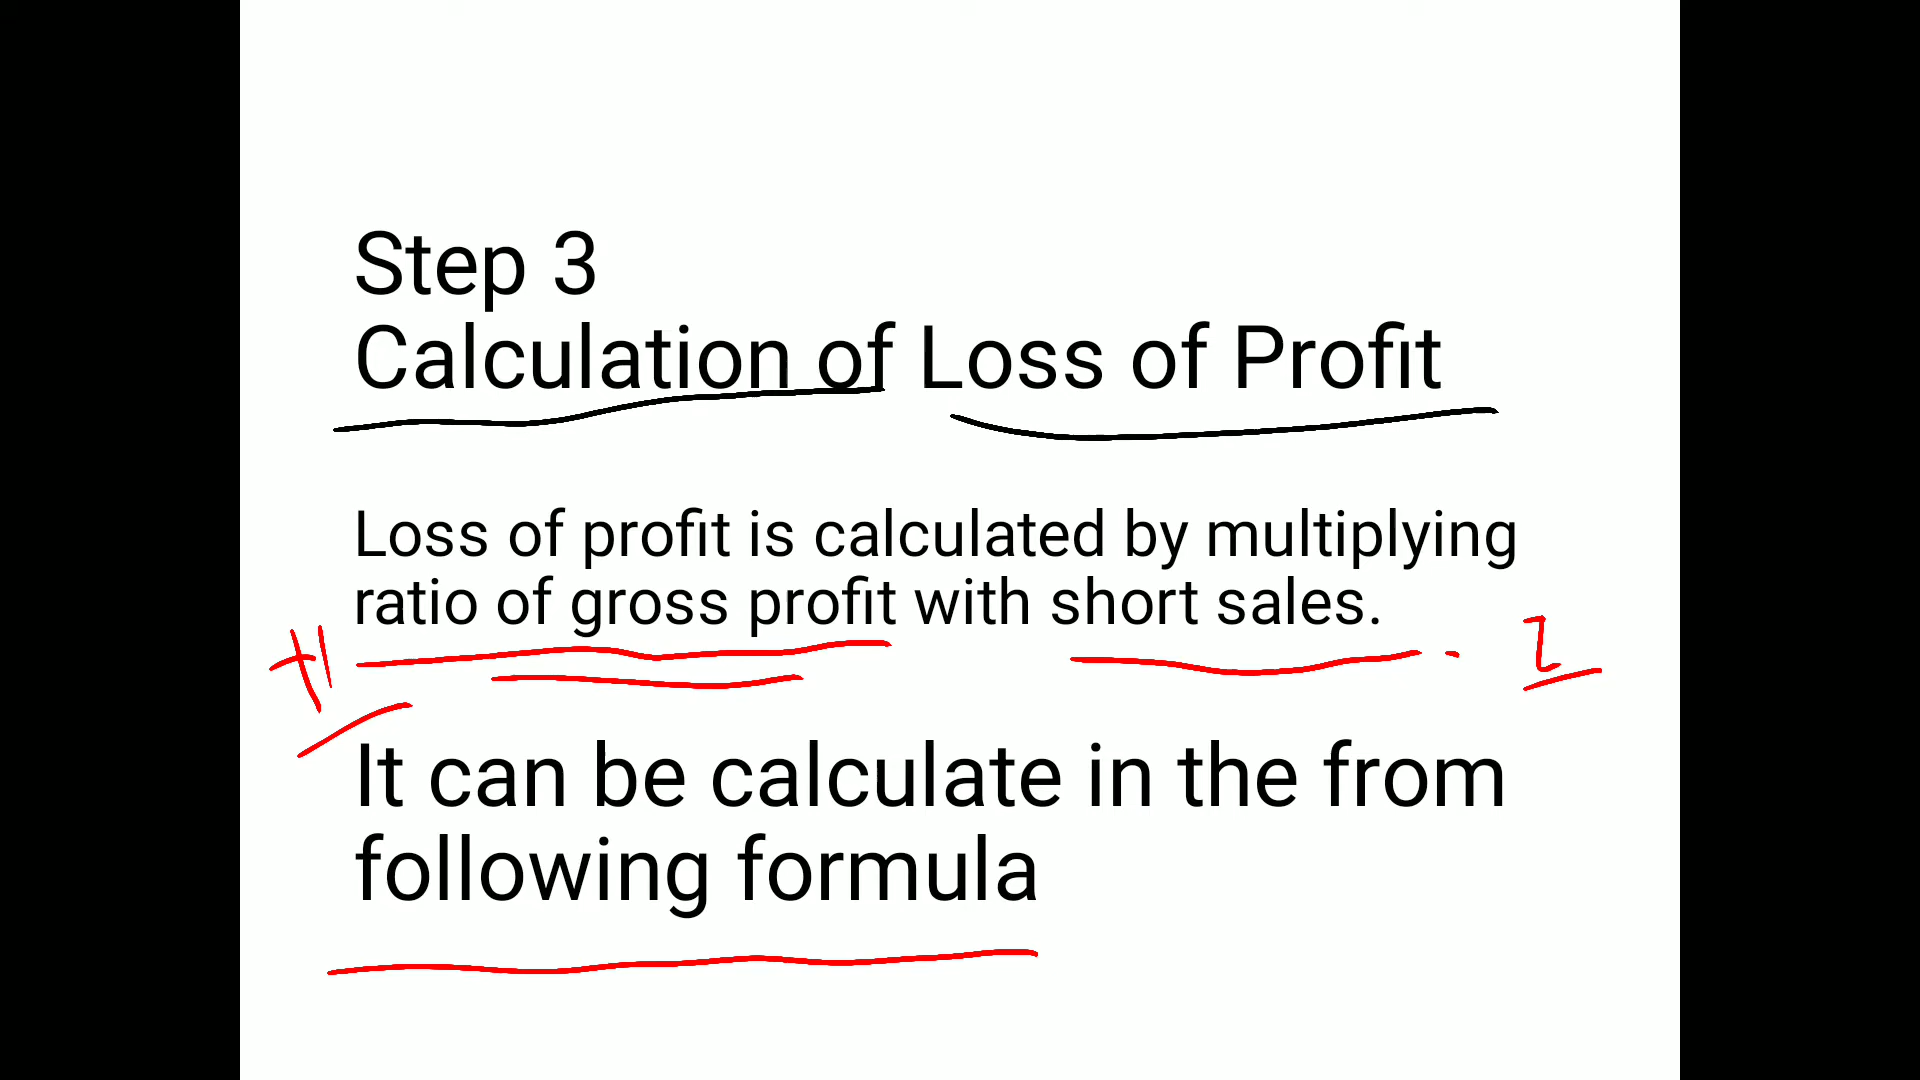 Step 3
Calculation of Loss of Profit
Loss of profit is calculated by multiplying
ratio of gross profit with short sales.
It can be calculate in the from
following formula